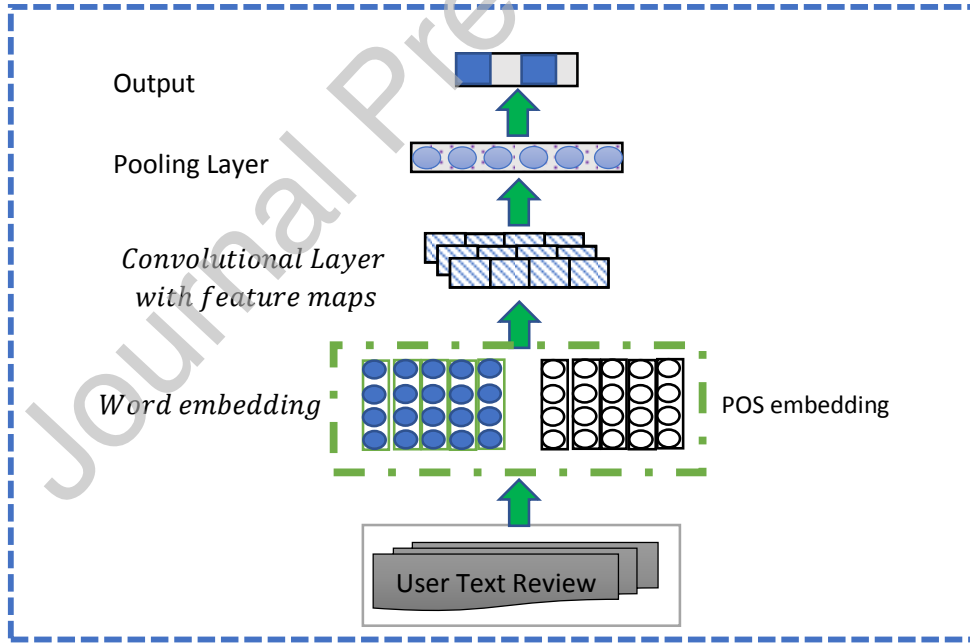 Output
Pooling Layer
Convolutional Layer
with feature maps
Word embedding
POS embedding
User Text Review
Journal Pre